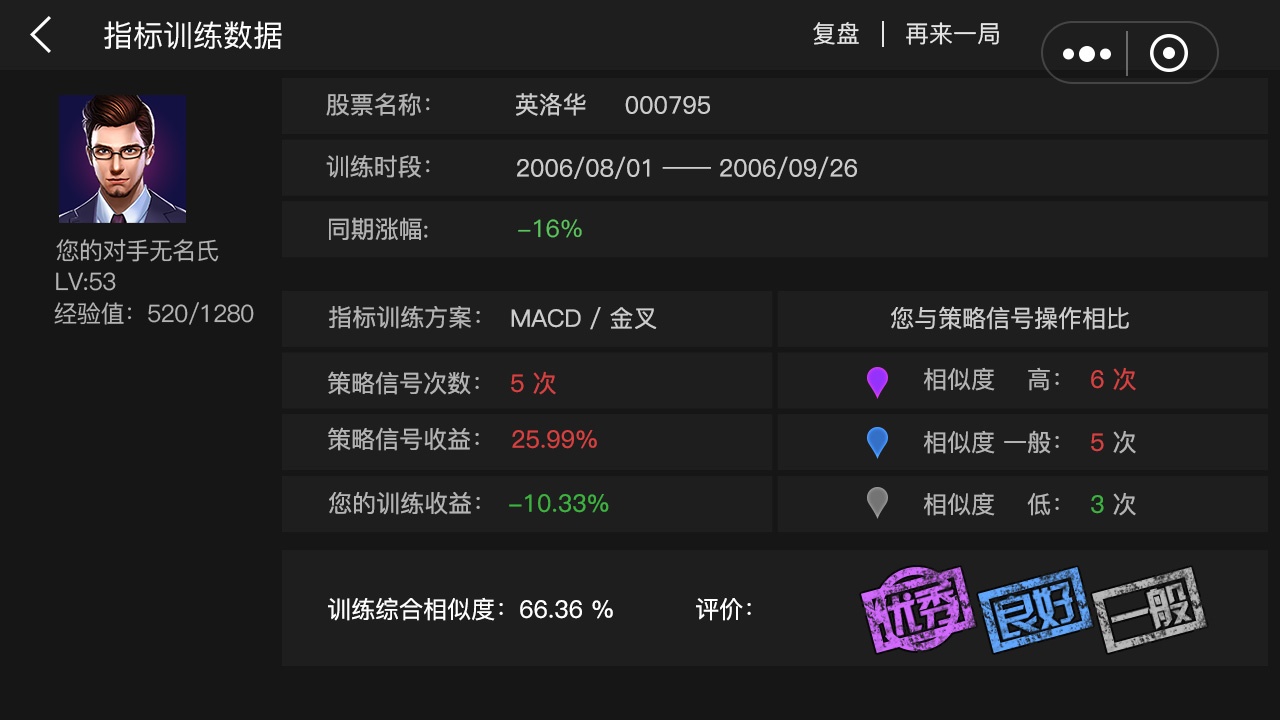 指标训练数据
复盘 | 再来一局
股票名称: 英洛华 000795
训练时段: 2006/08/01 —— 2006/09/26
同期涨幅: -16%
您的对手无名氏
LV:53
经验值: 520/1280
指标训练方案: MACD / 金叉
您与策略信号操作相比
策略信号次数: 5 次
相似度 高: 6 次
策略信号收益: 25.99%
相似度 一般: 5 次
您的训练收益: -10.33%
相似度 低: 3 次
训练综合相似度: 66.36 % 评价: 优秀 良好 一般